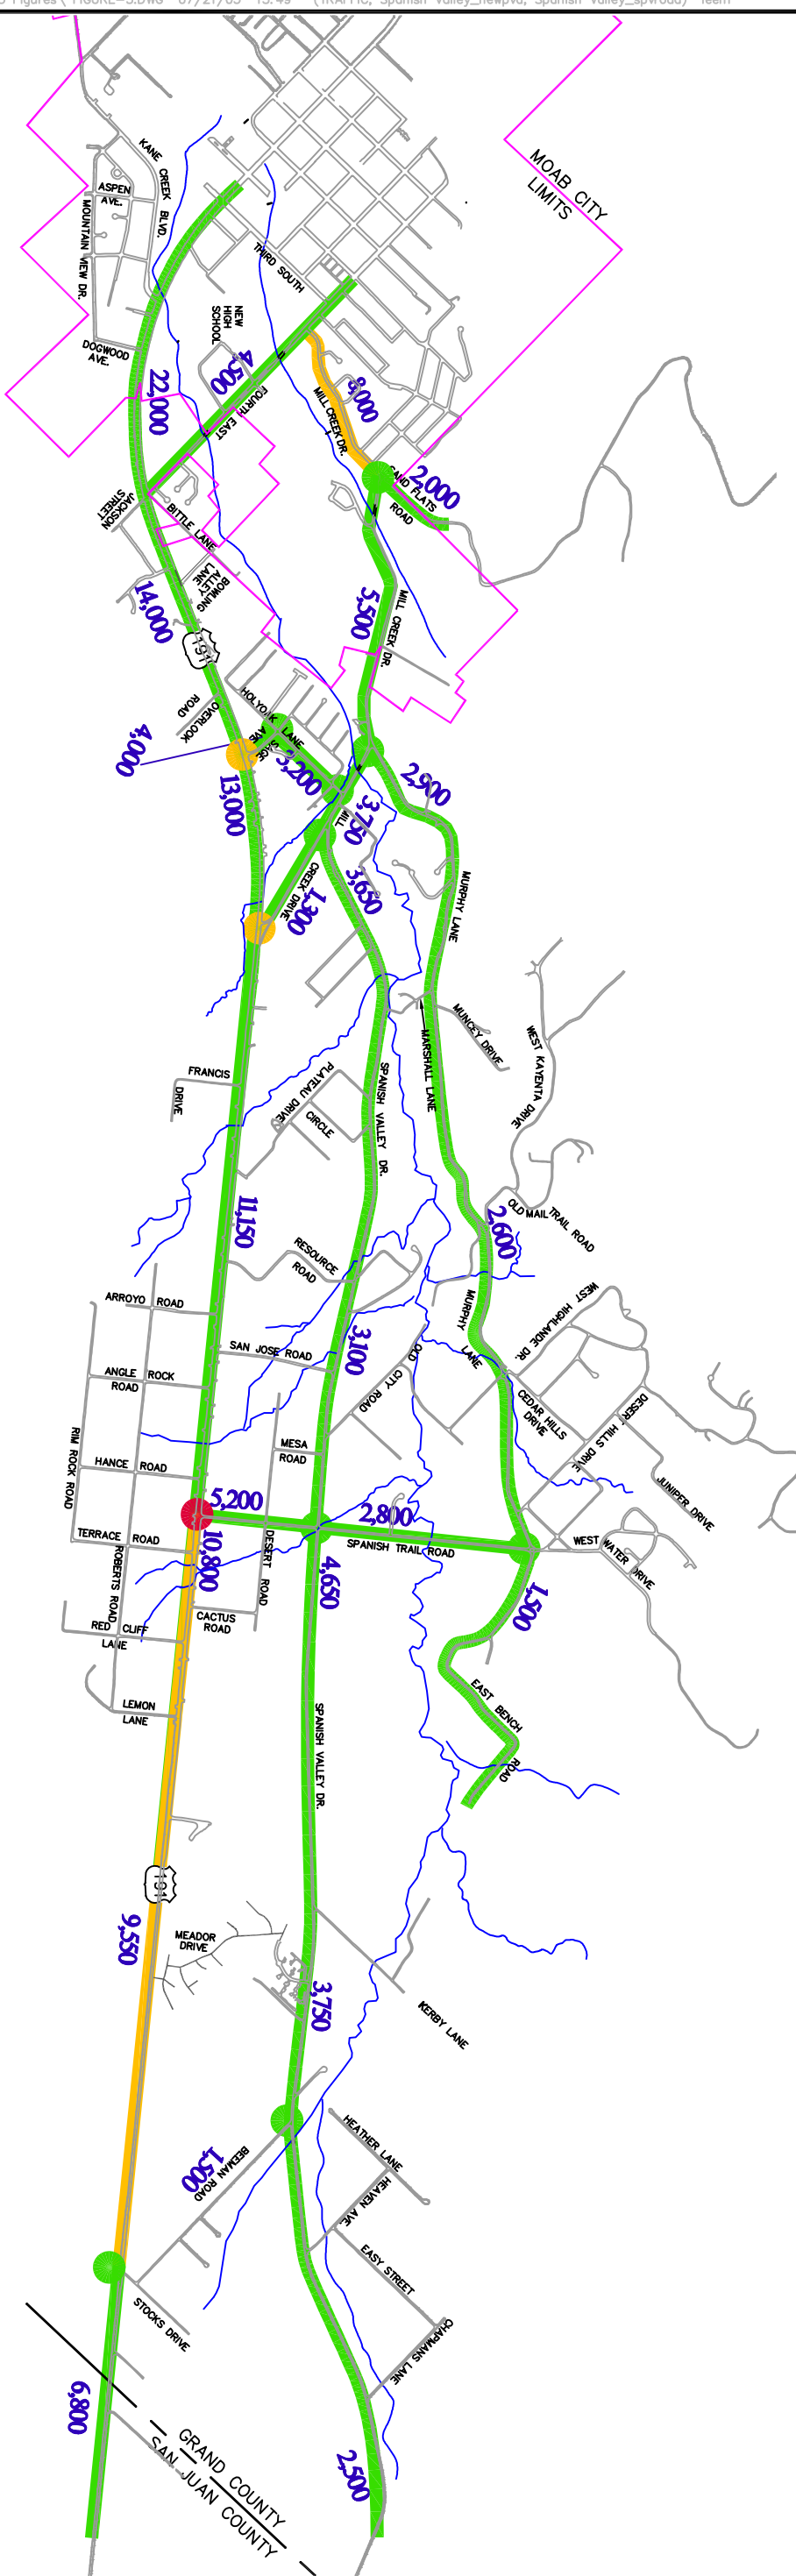 KANE CREEK BLVD.
ASPEN
AVE.
MOUNTAIN VIEW DR.
MOAB CITY
LIMITS
THIRD SOUTH
NEW
HIGH
SCHOOL
DOGWOOD
AVE.
22,000
4,500
FOURTH EAST
8,000
MILL CREEK DR.
2,000
SAND FLATS
ROAD
JACKSON
STREET
BITTLE LANE
BOWLING
ALLEY
LANE
14,000
191
5,500
MILL CREEK DR.
OVERLOOK
ROAD
HOLYOAK LANE
SAGE
AVE
4,000
3,200
13,000
2,900
3,750
MILL CREEK DRIVE
1,300
3,650
MURPHY LANE
MUNCEY DRIVE
MARSHALL LANE
WEST KAYENTA DRIVE
FRANCIS
DRIVE
PLATEAU DRIVE
CIRCLE
SPANISH VALLEY DR.
11,150
2,600
OLD MAIL TRAIL ROAD
RESOURCE
ROAD
ARROYO ROAD
MURPHY LANE
WEST HIGHLANDE DR.
SAN JOSE ROAD
3,100
OLD
CITY ROAD
ANGLE ROCK
ROAD
CEDAR HILLS
DRIVE
DESERT HILLS DRIVE
JUNIPER DRIVE
RIM ROCK ROAD
HANCE ROAD
MESA
ROAD
5,200
2,800
SPANISH TRAIL ROAD
WEST WATER DRIVE
TERRACE ROAD
10,800
DESERT ROAD
4,650
1,500
ROBERTS ROAD
CACTUS
ROAD
RED CLIFF
LANE
LEMON
LANE
EAST BENCH
ROAD
SPANISH VALLEY DR.
191
9,550
MEADOR
DRIVE
3,750
KERBY LANE
HEATHER LANE
BEEMAN ROAD
1,500
HEAVEN AVE.
EASY STREET
CHAPMANS LANE
STOCKS DRIVE
6,800
GRAND COUNTY
SAN JUAN COUNTY
2,500